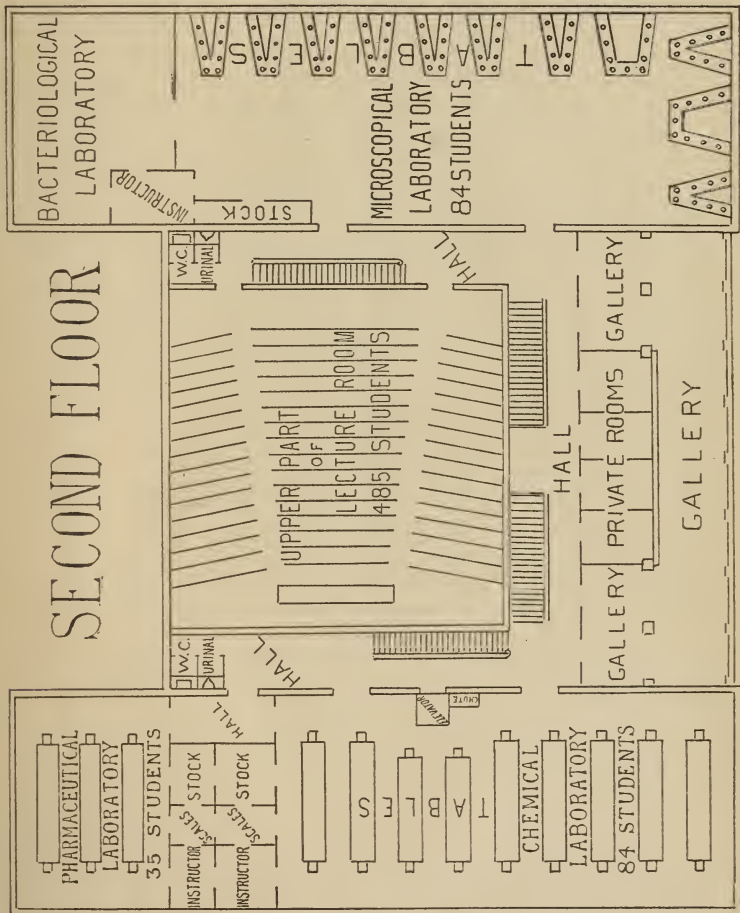 SECOND FLOOR
BACTERIOLOGICAL
LABORATORY
INSTRUCTOR
STOCK
W.C.
URINAL
MICROSCOPICAL
LABORATORY
84 STUDENTS
TABLES
HALL
UPPER PART
OF
LECTURE ROOM
485 STUDENTS
HALL
GALLERY
PRIVATE ROOMS
GALLERY
GALLERY
W.C.
URINAL
HALL
ELEVATOR
CHUTE
PHARMACEUTICAL
LABORATORY
35 STUDENTS
HALL
STOCK
STOCK
SCALES
SCALES
INSTRUCTOR
INSTRUCTOR
TABLES
CHEMICAL
LABORATORY
84 STUDENTS